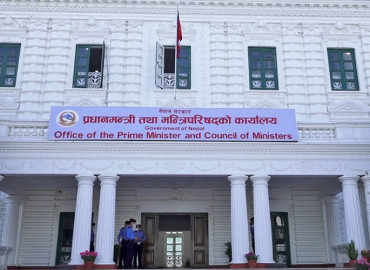 नेपाल सरकार
प्रधानमन्त्री तथा मन्त्रिपरिषद्को कार्यालय
Government of Nepal
Office of the Prime Minister and Council of Ministers